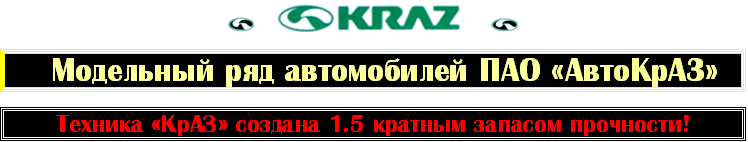 KRAZ
Модельный ряд автомобилей ПАО «АвтоКрАЗ»
Техника «КрАЗ» создана 1.5 кратным запасом прочности!